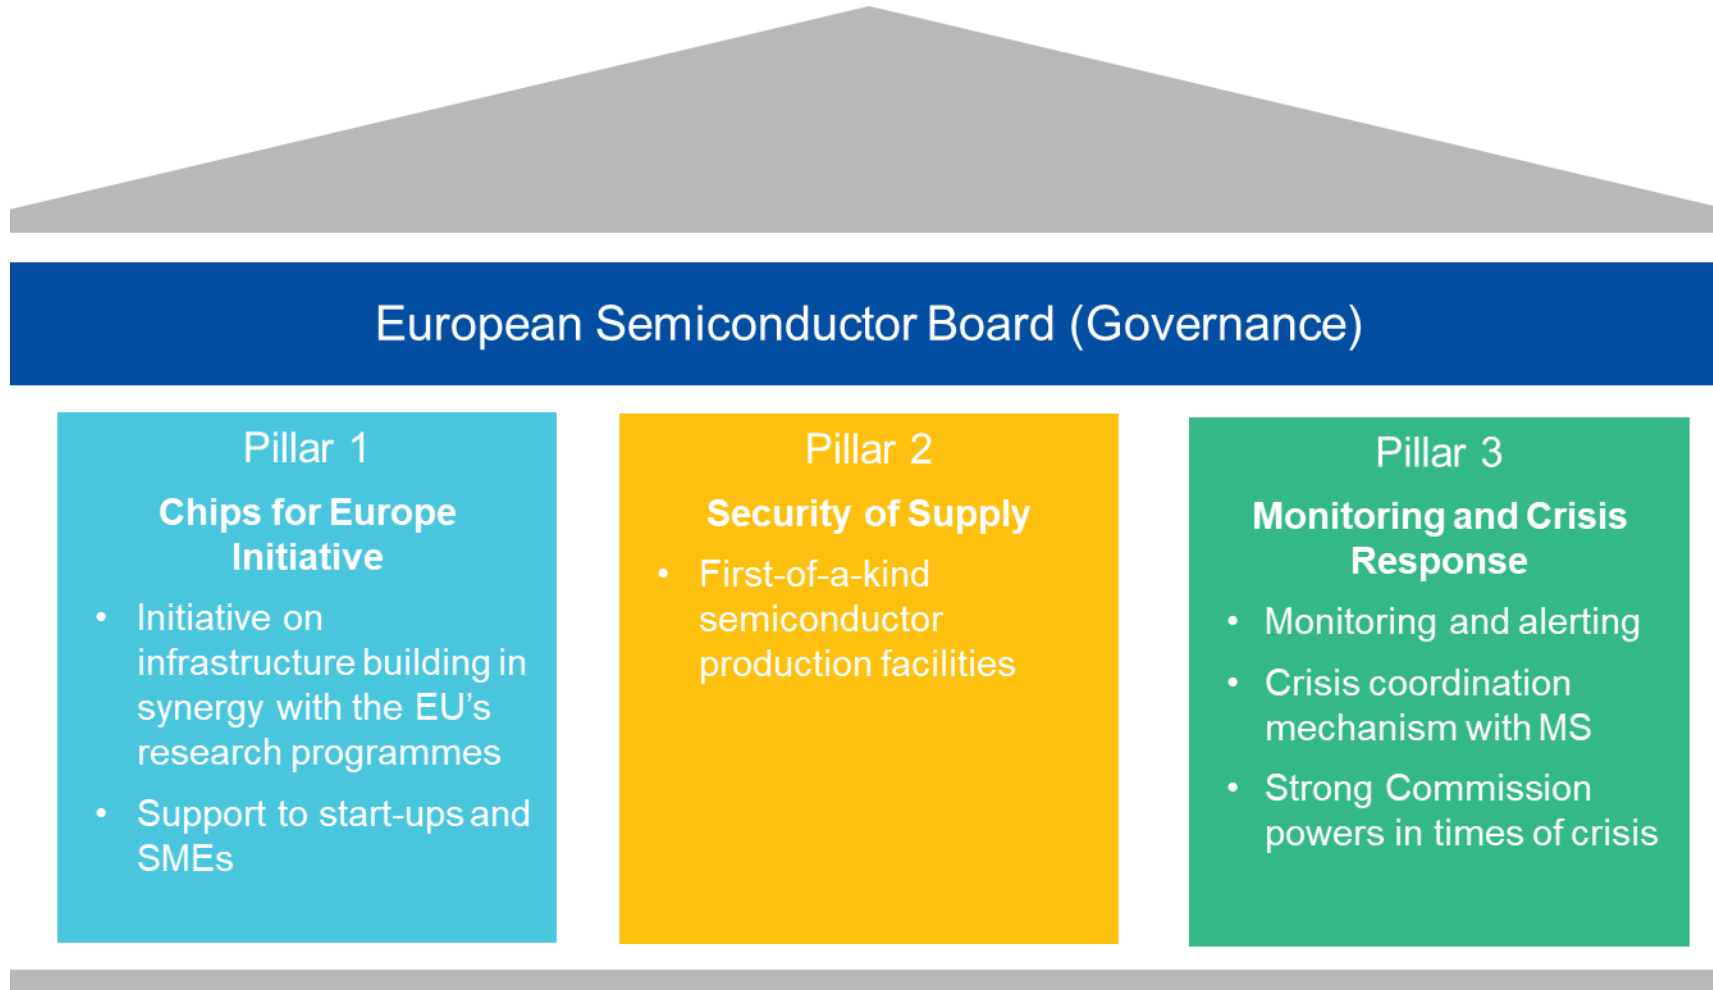 European Semiconductor Board (Governance)
Pillar 1
Chips for Europe
Initiative
• Initiative on
infrastructure building in
synergy with the EU’s
research programmes
• Support to start-ups and
SMEs
Pillar 2
Security of Supply
• First-of-a-kind
semiconductor
production facilities
Pillar 3
Monitoring and Crisis
Response
• Monitoring and alerting
• Crisis coordination
mechanism with MS
• Strong Commission
powers in times of crisis